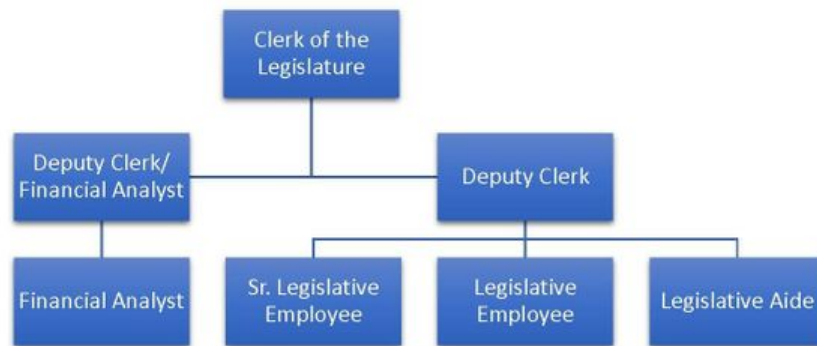 Clerk of the
Legislature
Deputy Clerk/
Financial Analyst
Deputy Clerk
Financial Analyst
Sr. Legislative
Employee
Legislative
Employee
Legislative Aide